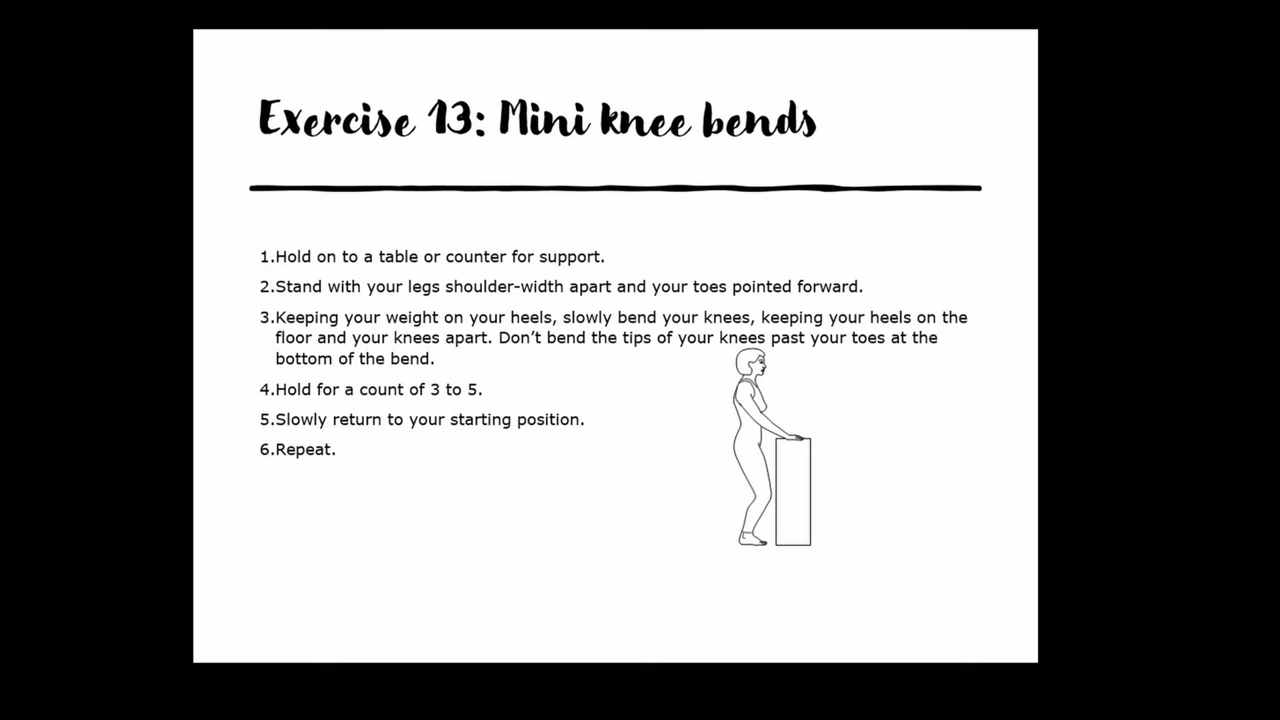 Exercise 13: Mini knee bends
1.Hold on to a table or counter for support.
2.Stand with your legs shoulder-width apart and your toes pointed forward.
3.Keeping your weight on your heels, slowly bend your knees, keeping your heels on the
floor and your knees apart. Don’t bend the tips of your knees past your toes at the
bottom of the bend.
4.Hold for a count of 3 to 5.
5.Slowly return to your starting position.
6.Repeat.